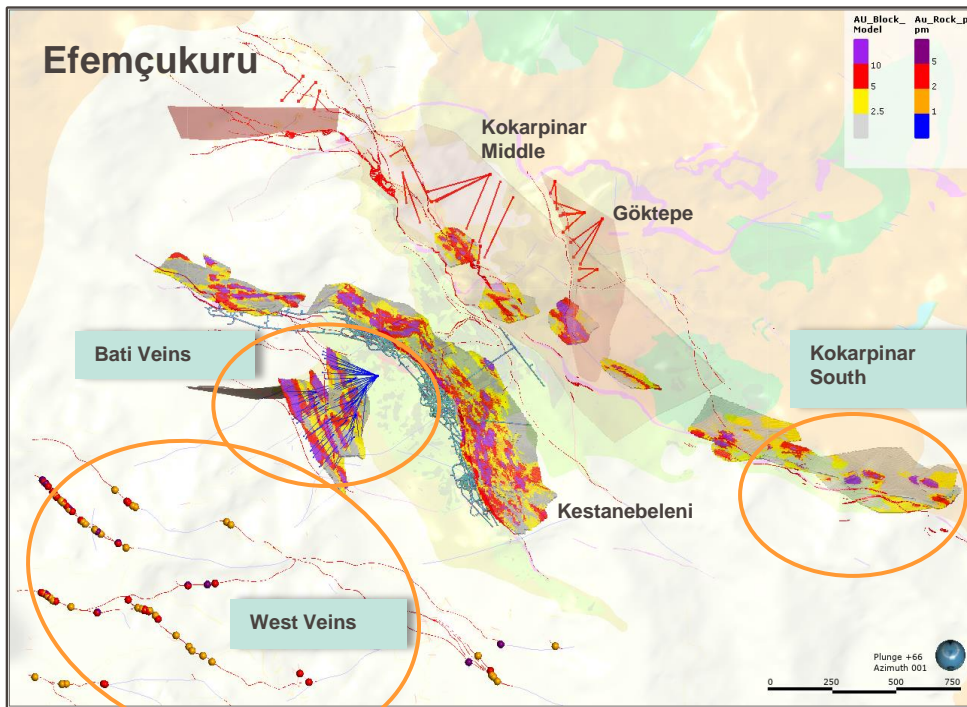 Efemçukuru
AU_Block_
Model
10
5
2.5
Au_Rock_p
pm
5
2
1
Kokarpinar
Middle
Göktepe
Bati Veins
Kokarpinar
South
Kestanebeleni
West Veins
Plunge +66
Azimuth 001
0 250 500 750